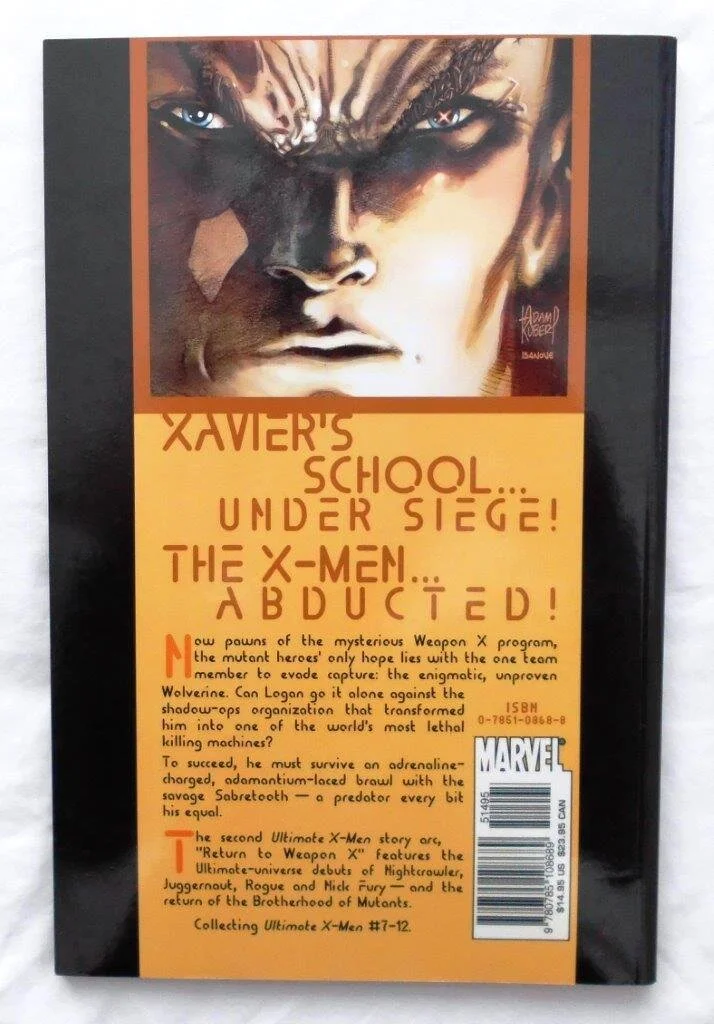 ADAM
KUBERT
ISANOVE
XAVIER'S
SCHOOL...
UNDER SIEGE!
THE X-MEN...
ABDUCTED!
Now pawns of the mysterious Weapon X program,
the mutant heroes' only hope lies with the one team
member to evade capture: the enigmatic, unproven
Wolverine. Can Logan go it alone against the
shadow-ops organization that transformed
him into one of the world's most lethal
killing machines?
To succeed, he must survive an adrenaline-
charged, adamantium-laced brawl with the
savage Sabretooth — a predator every bit
his equal.
The second Ultimate X-Men story arc,
"Return to Weapon X" features the
Ultimate-universe debuts of Nightcrawler,
Juggernaut, Rogue and Nick Fury — and the
return of the Brotherhood of Mutants.
Collecting Ultimate X-Men #7-12.
ISBN
0-7851-0868-8
MARVEL
51495
9 780785 108689
$14.95 US $23.95 CAN